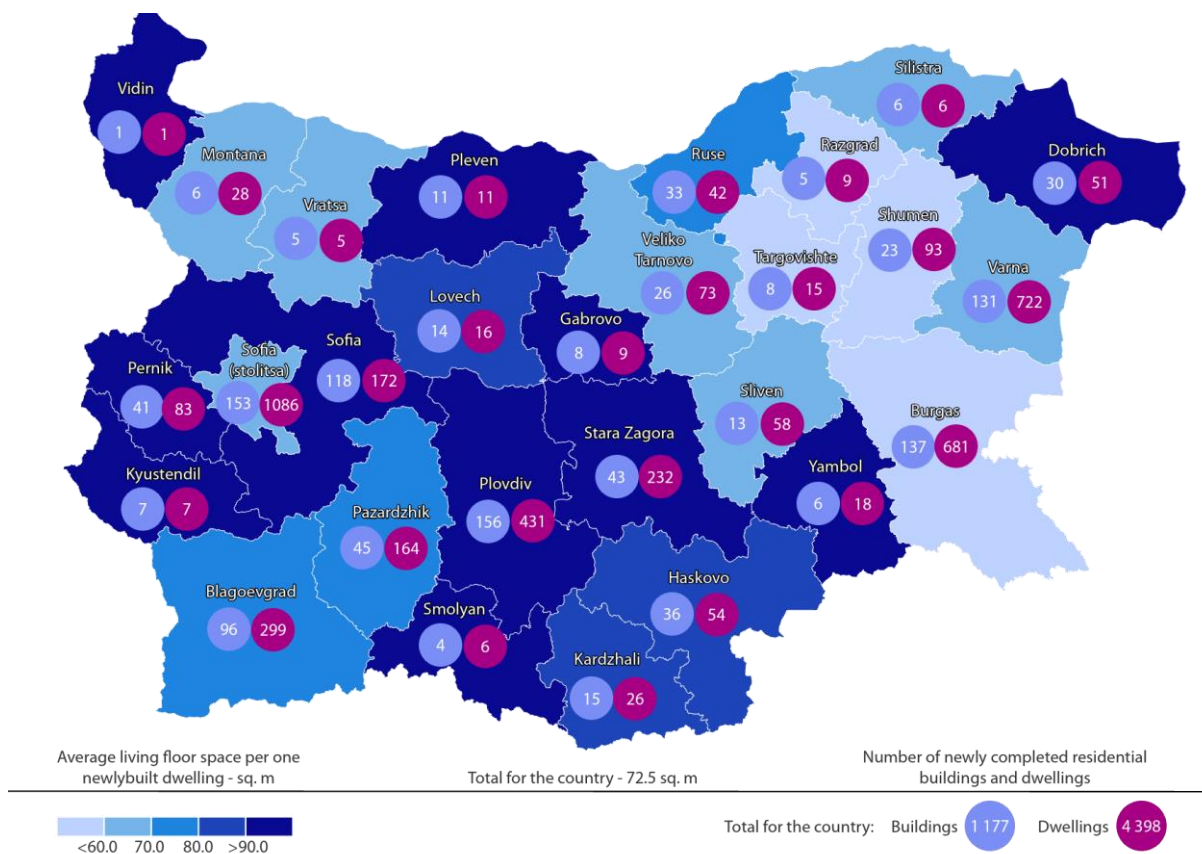 Vidin
1 1
Montana
6 28
Vratsa
5 5
Pleven
11 11
Ruse
33 42
Silistra
6 6
Razgrad
5 9
Dobrich
30 51
Shumen
23 93
Veliko
Tarnovo
26 73
Targovishte
8 15
Varna
131 722
Lovech
14 16
Gabrovo
8 9
Sofia
118 172
Sofia
(stolitsa)
153 1086
Pernik
41 83
Sliven
13 58
Burgas
137 681
Stara Zagora
43 232
Yambol
6 18
Kyustendil
7 7
Plovdiv
156 431
Pazardzhik
45 164
Haskovo
36 54
Blagoevgrad
96 299
Smolyan
4 6
Kardzhali
15 26
Average living floor space per one
newlybuilt dwelling - sq. m
Total for the country - 72.5 sq. m
Number of newly completed residential
buildings and dwellings
<60.0 70.0 80.0 >90.0
Total for the country: Buildings 1 177 Dwellings 4 398